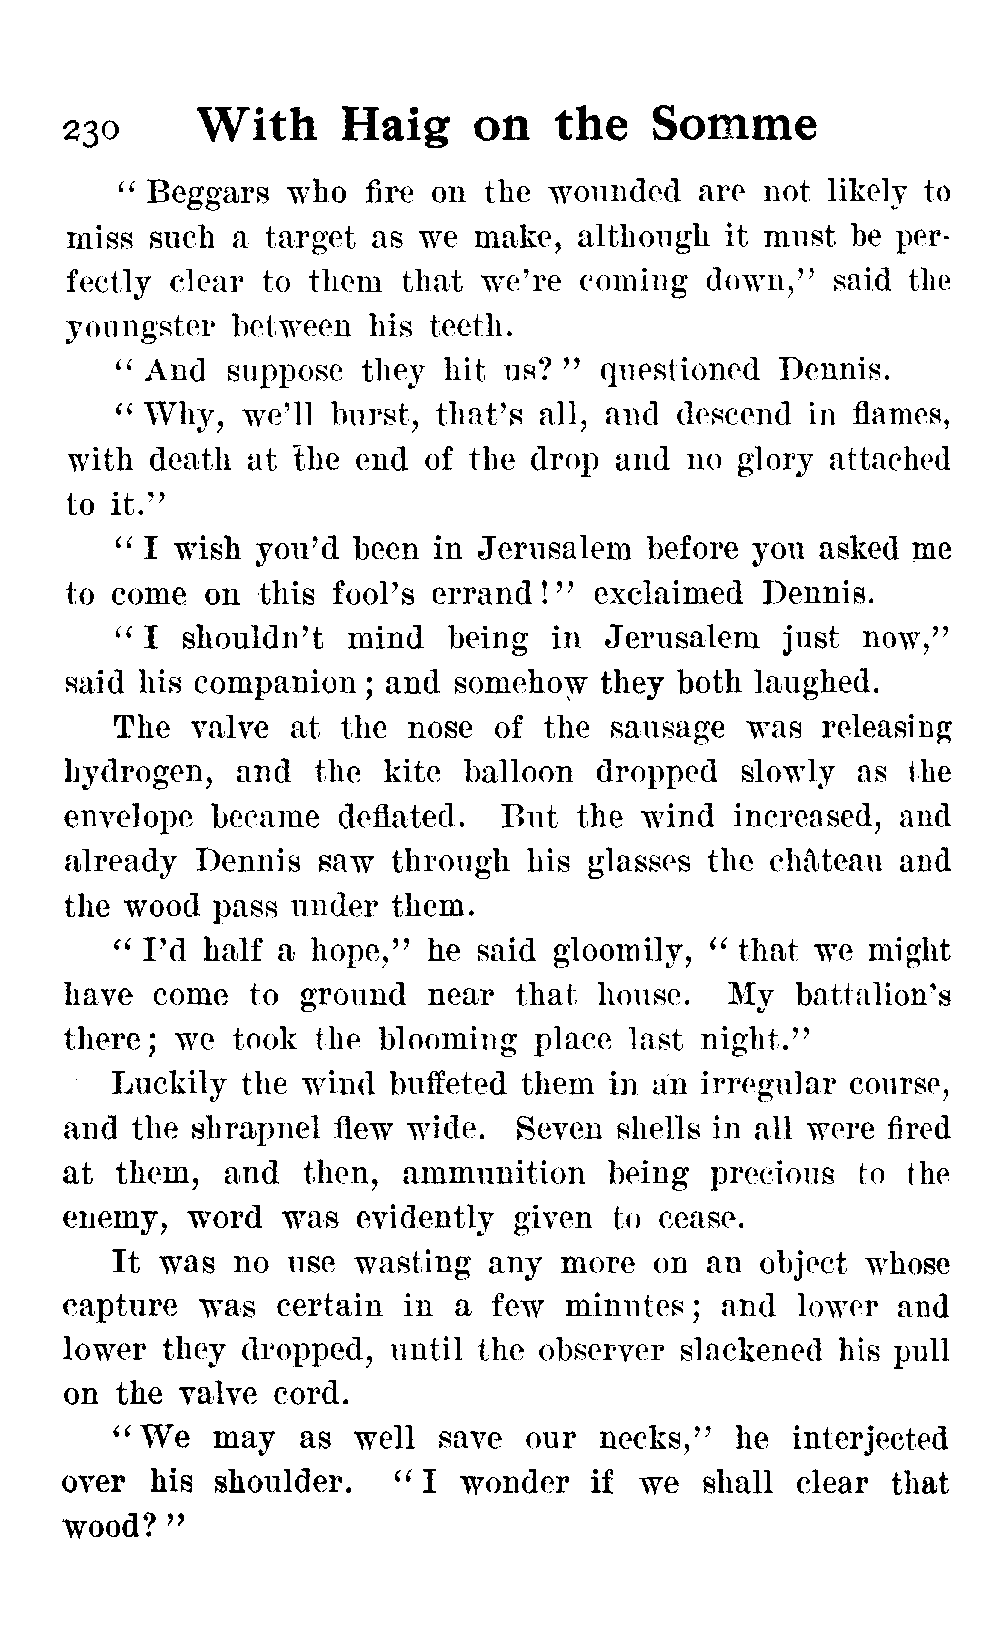 230 With Haig on the Somme
“ Beggars who fire on the wounded are not likely to
miss such a target as we make, although it must be per-
fectly clear to them that we’re coming down,” said the
youngster between his teeth.
“ And suppose they hit us? ” questioned Dennis.
“ Why, we’ll burst, that’s all, and descend in flames,
with death at the end of the drop and no glory attached
to it.”
“ I wish you’d been in Jerusalem before you asked me
to come on this fool’s errand!” exclaimed Dennis.
“ I shouldn’t mind being in Jerusalem just now,”
said his companion; and somehow they both laughed.
The valve at the nose of the sausage was releasing
hydrogen, and the kite balloon dropped slowly as the
envelope became deflated. But the wind increased, and
already Dennis saw through his glasses the château and
the wood pass under them.
“ I’d half a hope,” he said gloomily, “ that we might
have come to ground near that house. My battalion’s
there; we took the blooming place last night.”
Luckily the wind buffeted them in an irregular course,
and the shrapnel flew wide. Seven shells in all were fired
at them, and then, ammunition being precious to the
enemy, word was evidently given to cease.
It was no use wasting any more on an object whose
capture was certain in a few minutes; and lower and
lower they dropped, until the observer slackened his pull
on the valve cord.
“ We may as well save our necks,” he interjected
over his shoulder. “ I wonder if we shall clear that
wood? ”